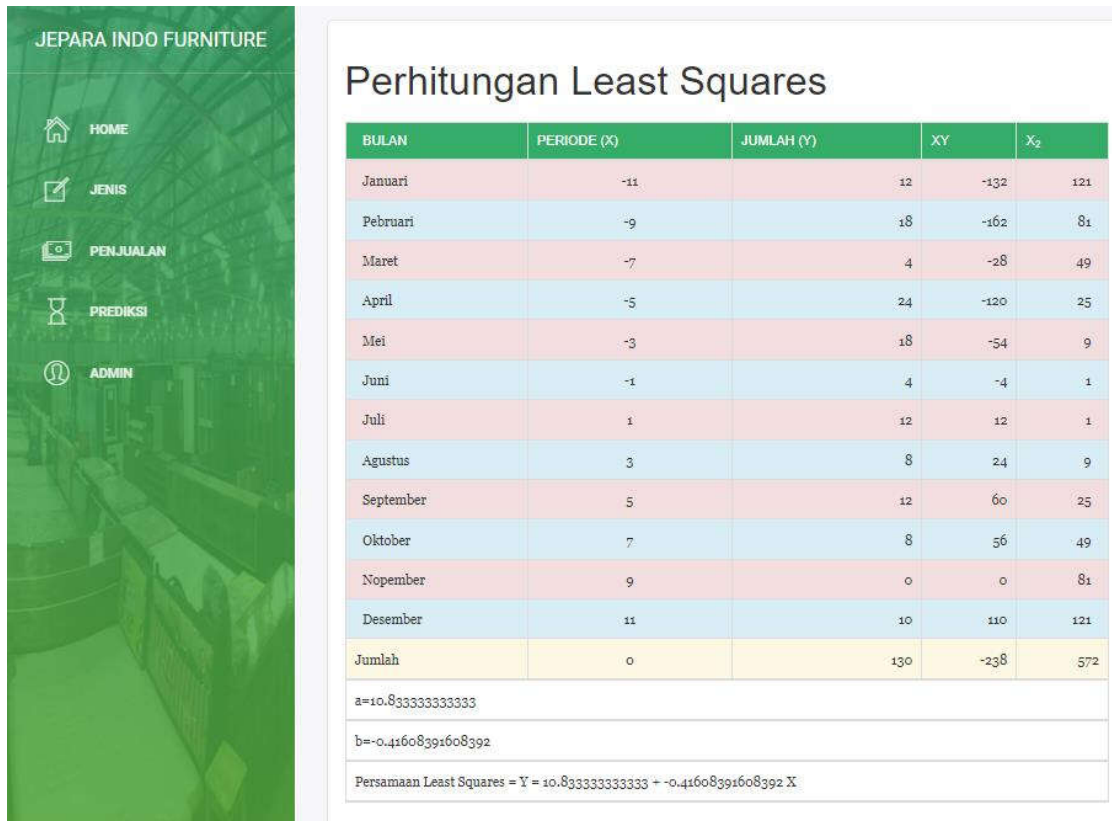 JEPARA INDO FURNITURE
HOME
JENIS
PENJUALAN
PREDIKSI
ADMIN
Perhitungan Least Squares
BULAN PERIODE (X) JUMLAH (Y) XY X₂
Januari -11 12 -132 121
Pebruari -9 18 -162 81
Maret -7 4 -28 49
April -5 24 -120 25
Mei -3 18 -54 9
Juni -1 4 -4 1
Juli 1 12 12 1
Agustus 3 8 24 9
September 5 12 60 25
Oktober 7 8 56 49
Nopember 9 0 0 81
Desember 11 10 110 121
Jumlah 0 130 -238 572
a=10.833333333333
b=-0.41608391608392
Persamaan Least Squares = Y = 10.833333333333 + -0.41608391608392 X